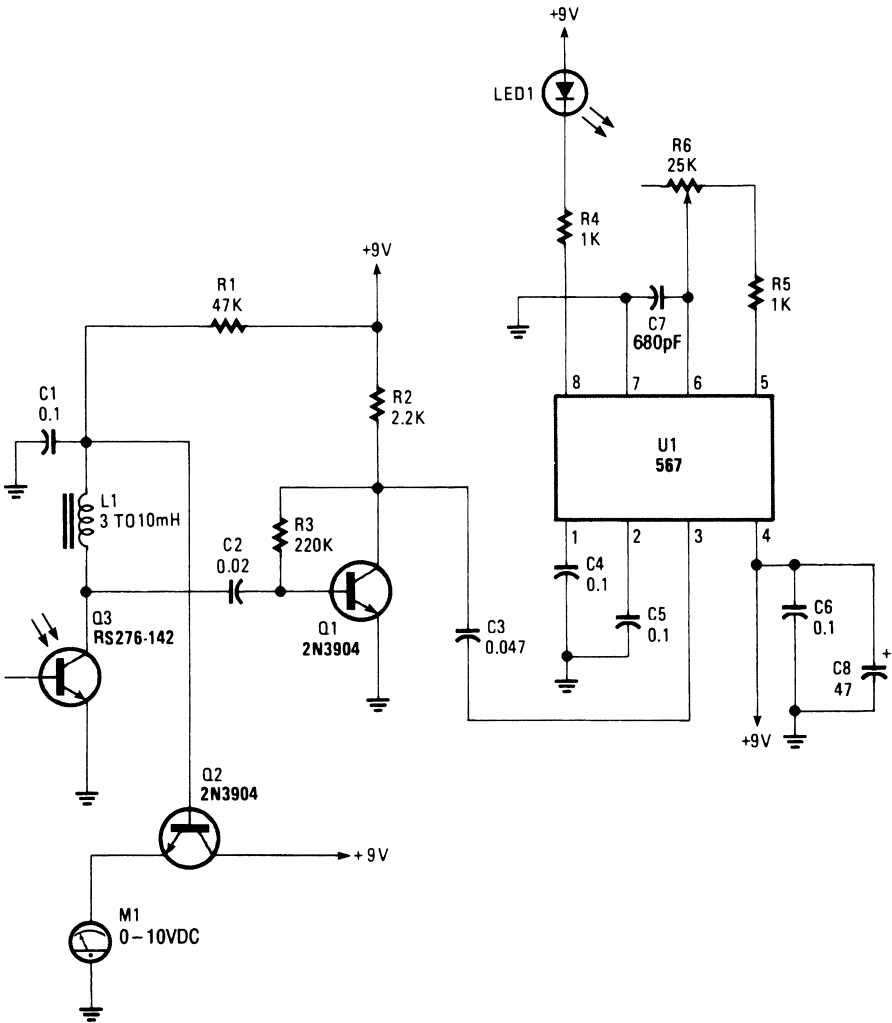 +9V
LED1
R6
25K
R4
1K
+9V
R1
47K
R5
1K
C7
680pF
8
7
6
5
C1
0.1
R2
2.2K
U1
567
L1
3 TO 10mH
R3
220K
1
2
3
4
C2
0.02
C4
0.1
Q3
RS276-142
Q1
2N3904
C3
0.047
C5
0.1
C6
0.1
+
C8
47
+9V
Q2
2N3904
+9V
M1
0–10VDC